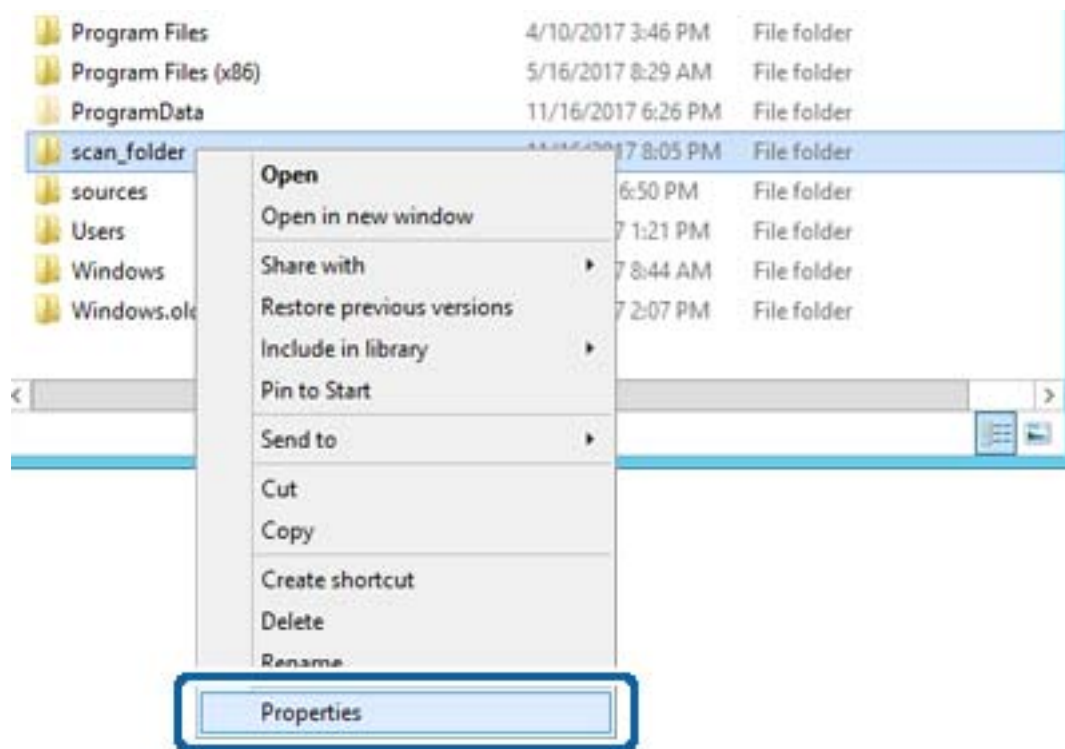 Program Files 4/10/2017 3:46 PM File folder
Program Files (x86) 5/16/2017 8:29 AM File folder
ProgramData 11/16/2017 6:26 PM File folder
scan_folder 17 8:05 PM File folder
sources 6:50 PM File folder
Users 7 1:21 PM File folder
Windows 7 8:44 AM File folder
Windows.old 7 2:07 PM File folder
Open
Open in new window
Share with
Restore previous versions
Include in library
Pin to Start
Send to
Cut
Copy
Create shortcut
Delete
Rename
Properties